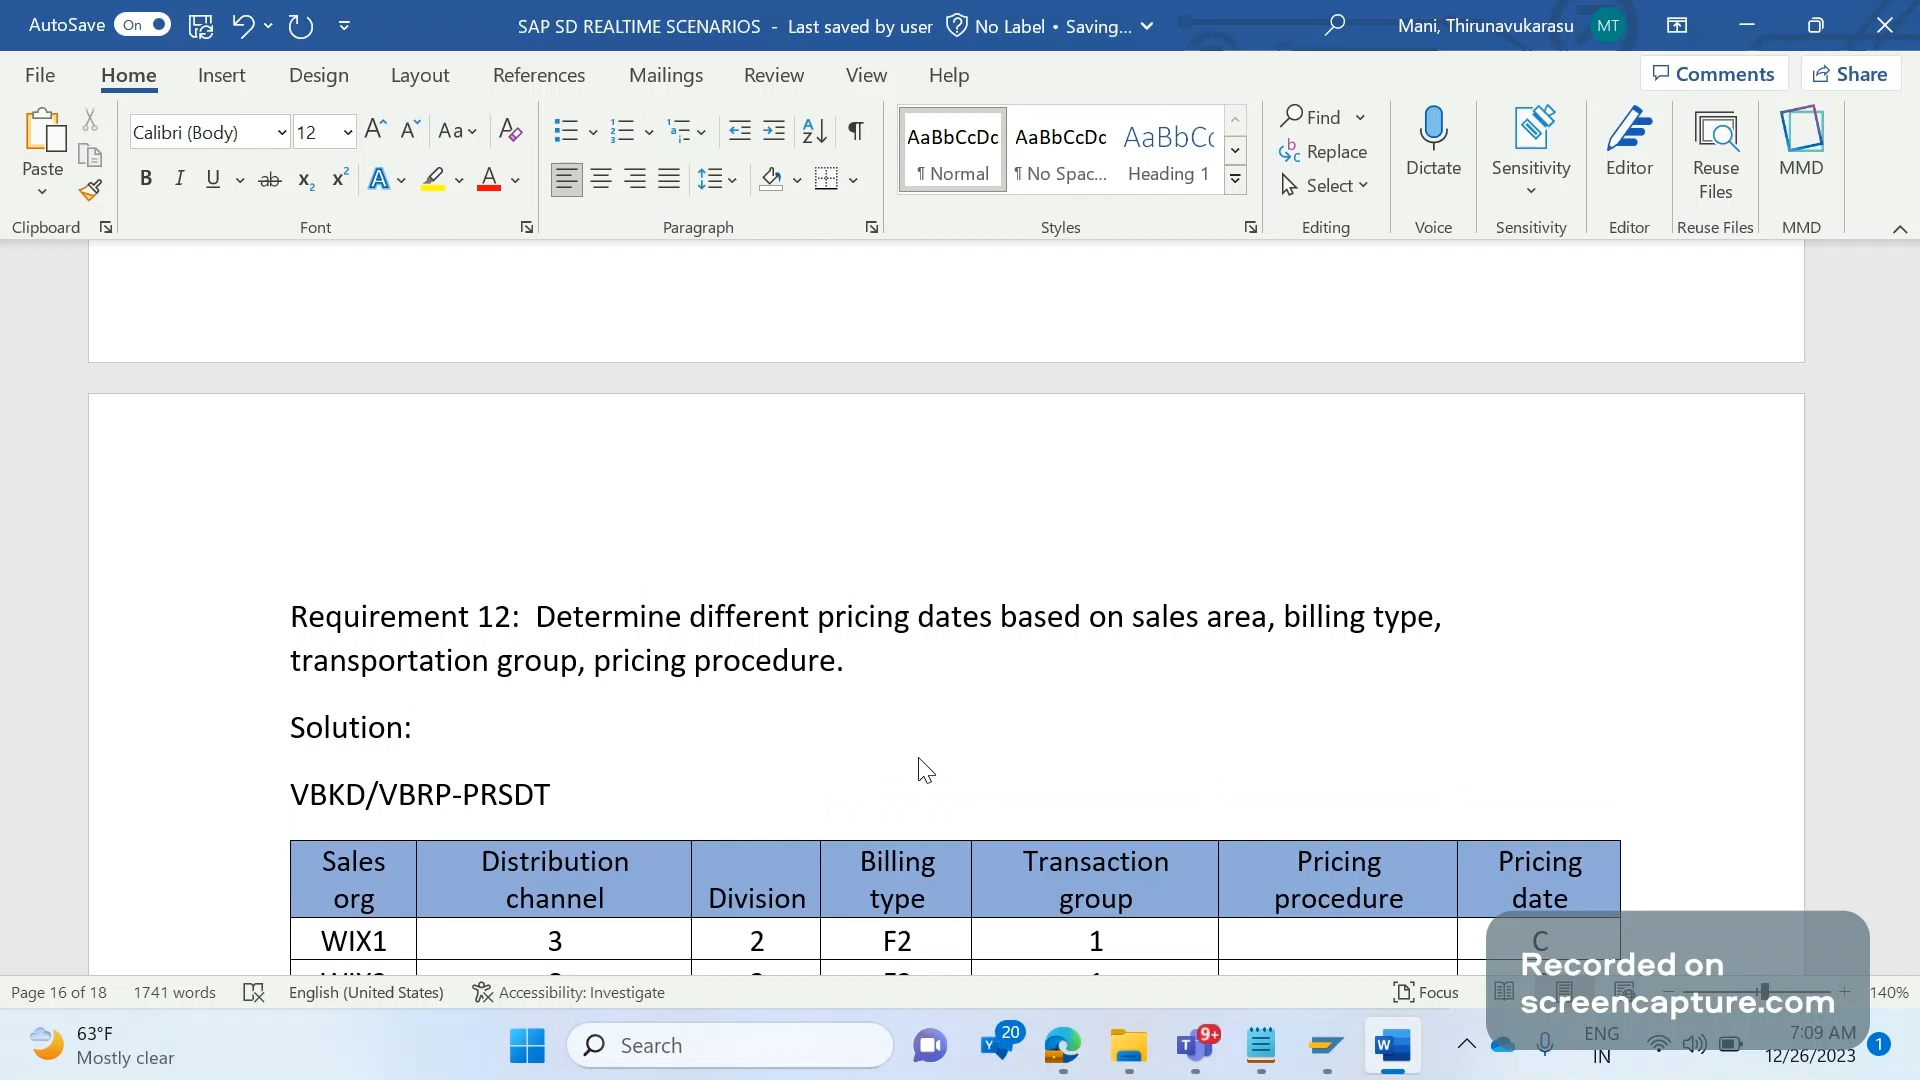 AutoSave On SAP SD REALTIME SCENARIOS - Last saved by user No Label • Saving... Mani, Thirunavukarasu MT
File Home Insert Design Layout References Mailings Review View Help Comments Share
Paste
Calibri (Body) 12
AaBbCcDc AaBbCcDc AaBbCc
¶ Normal ¶ No Spac... Heading 1
Find
Replace
Select
Dictate
Sensitivity
Editor
Reuse
Files
MMD
Clipboard Font Paragraph Styles Editing Voice Sensitivity Editor Reuse Files MMD
Requirement 12: Determine different pricing dates based on sales area, billing type,
transportation group, pricing procedure.
Solution:
VBKD/VBRP-PRSDT
Sales
org
Distribution
channel
Division
Billing
type
Transaction
group
Pricing
procedure
Pricing
date
WIX1 3 2 F2 1 C
Recorded on
screencapture.com
Page 16 of 18 1741 words English (United States) Accessibility: Investigate Focus 140%
63°F
Mostly clear
Search
20
9+
ENG
IN
7:09 AM
12/26/2023
1